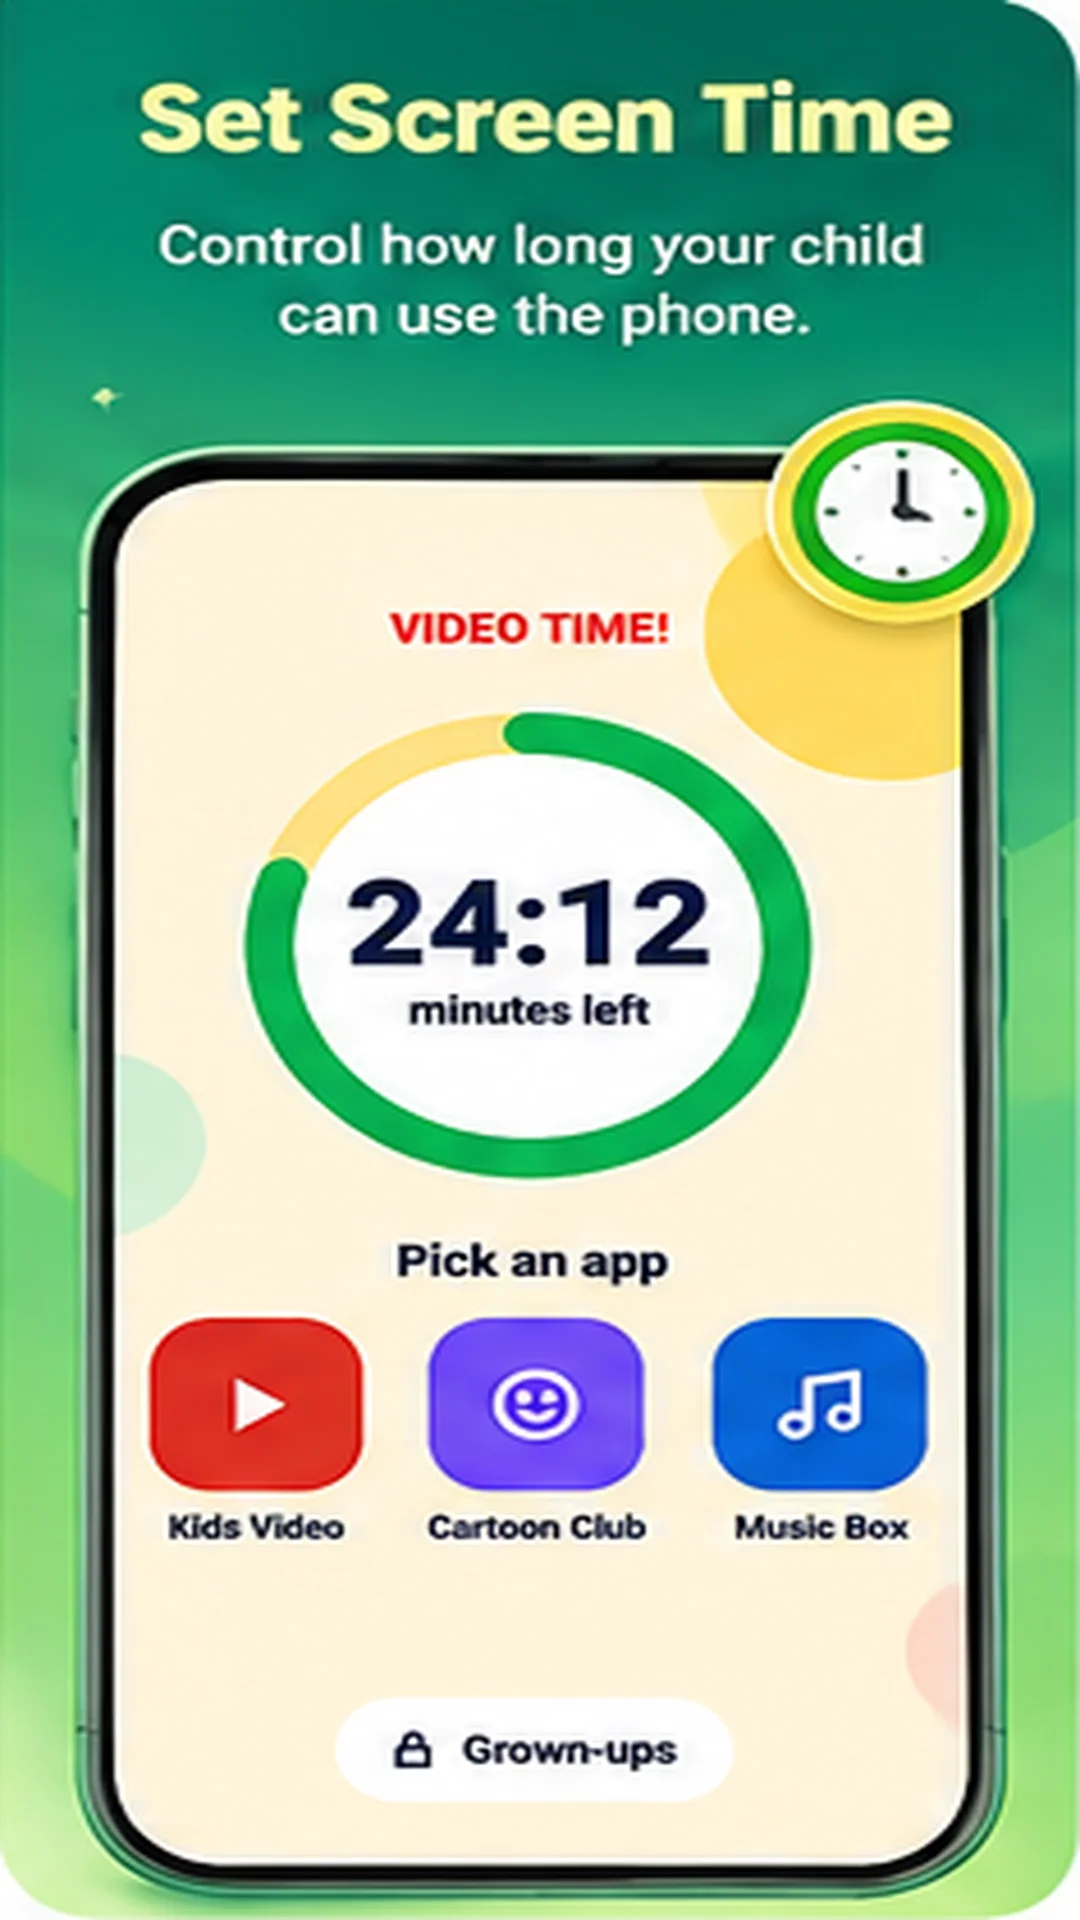 Set Screen Time
Control how long your child
can use the phone.
VIDEO TIME!
24:12
minutes left
Pick an app
Kids Video
Cartoon Club
Music Box
Grown-ups